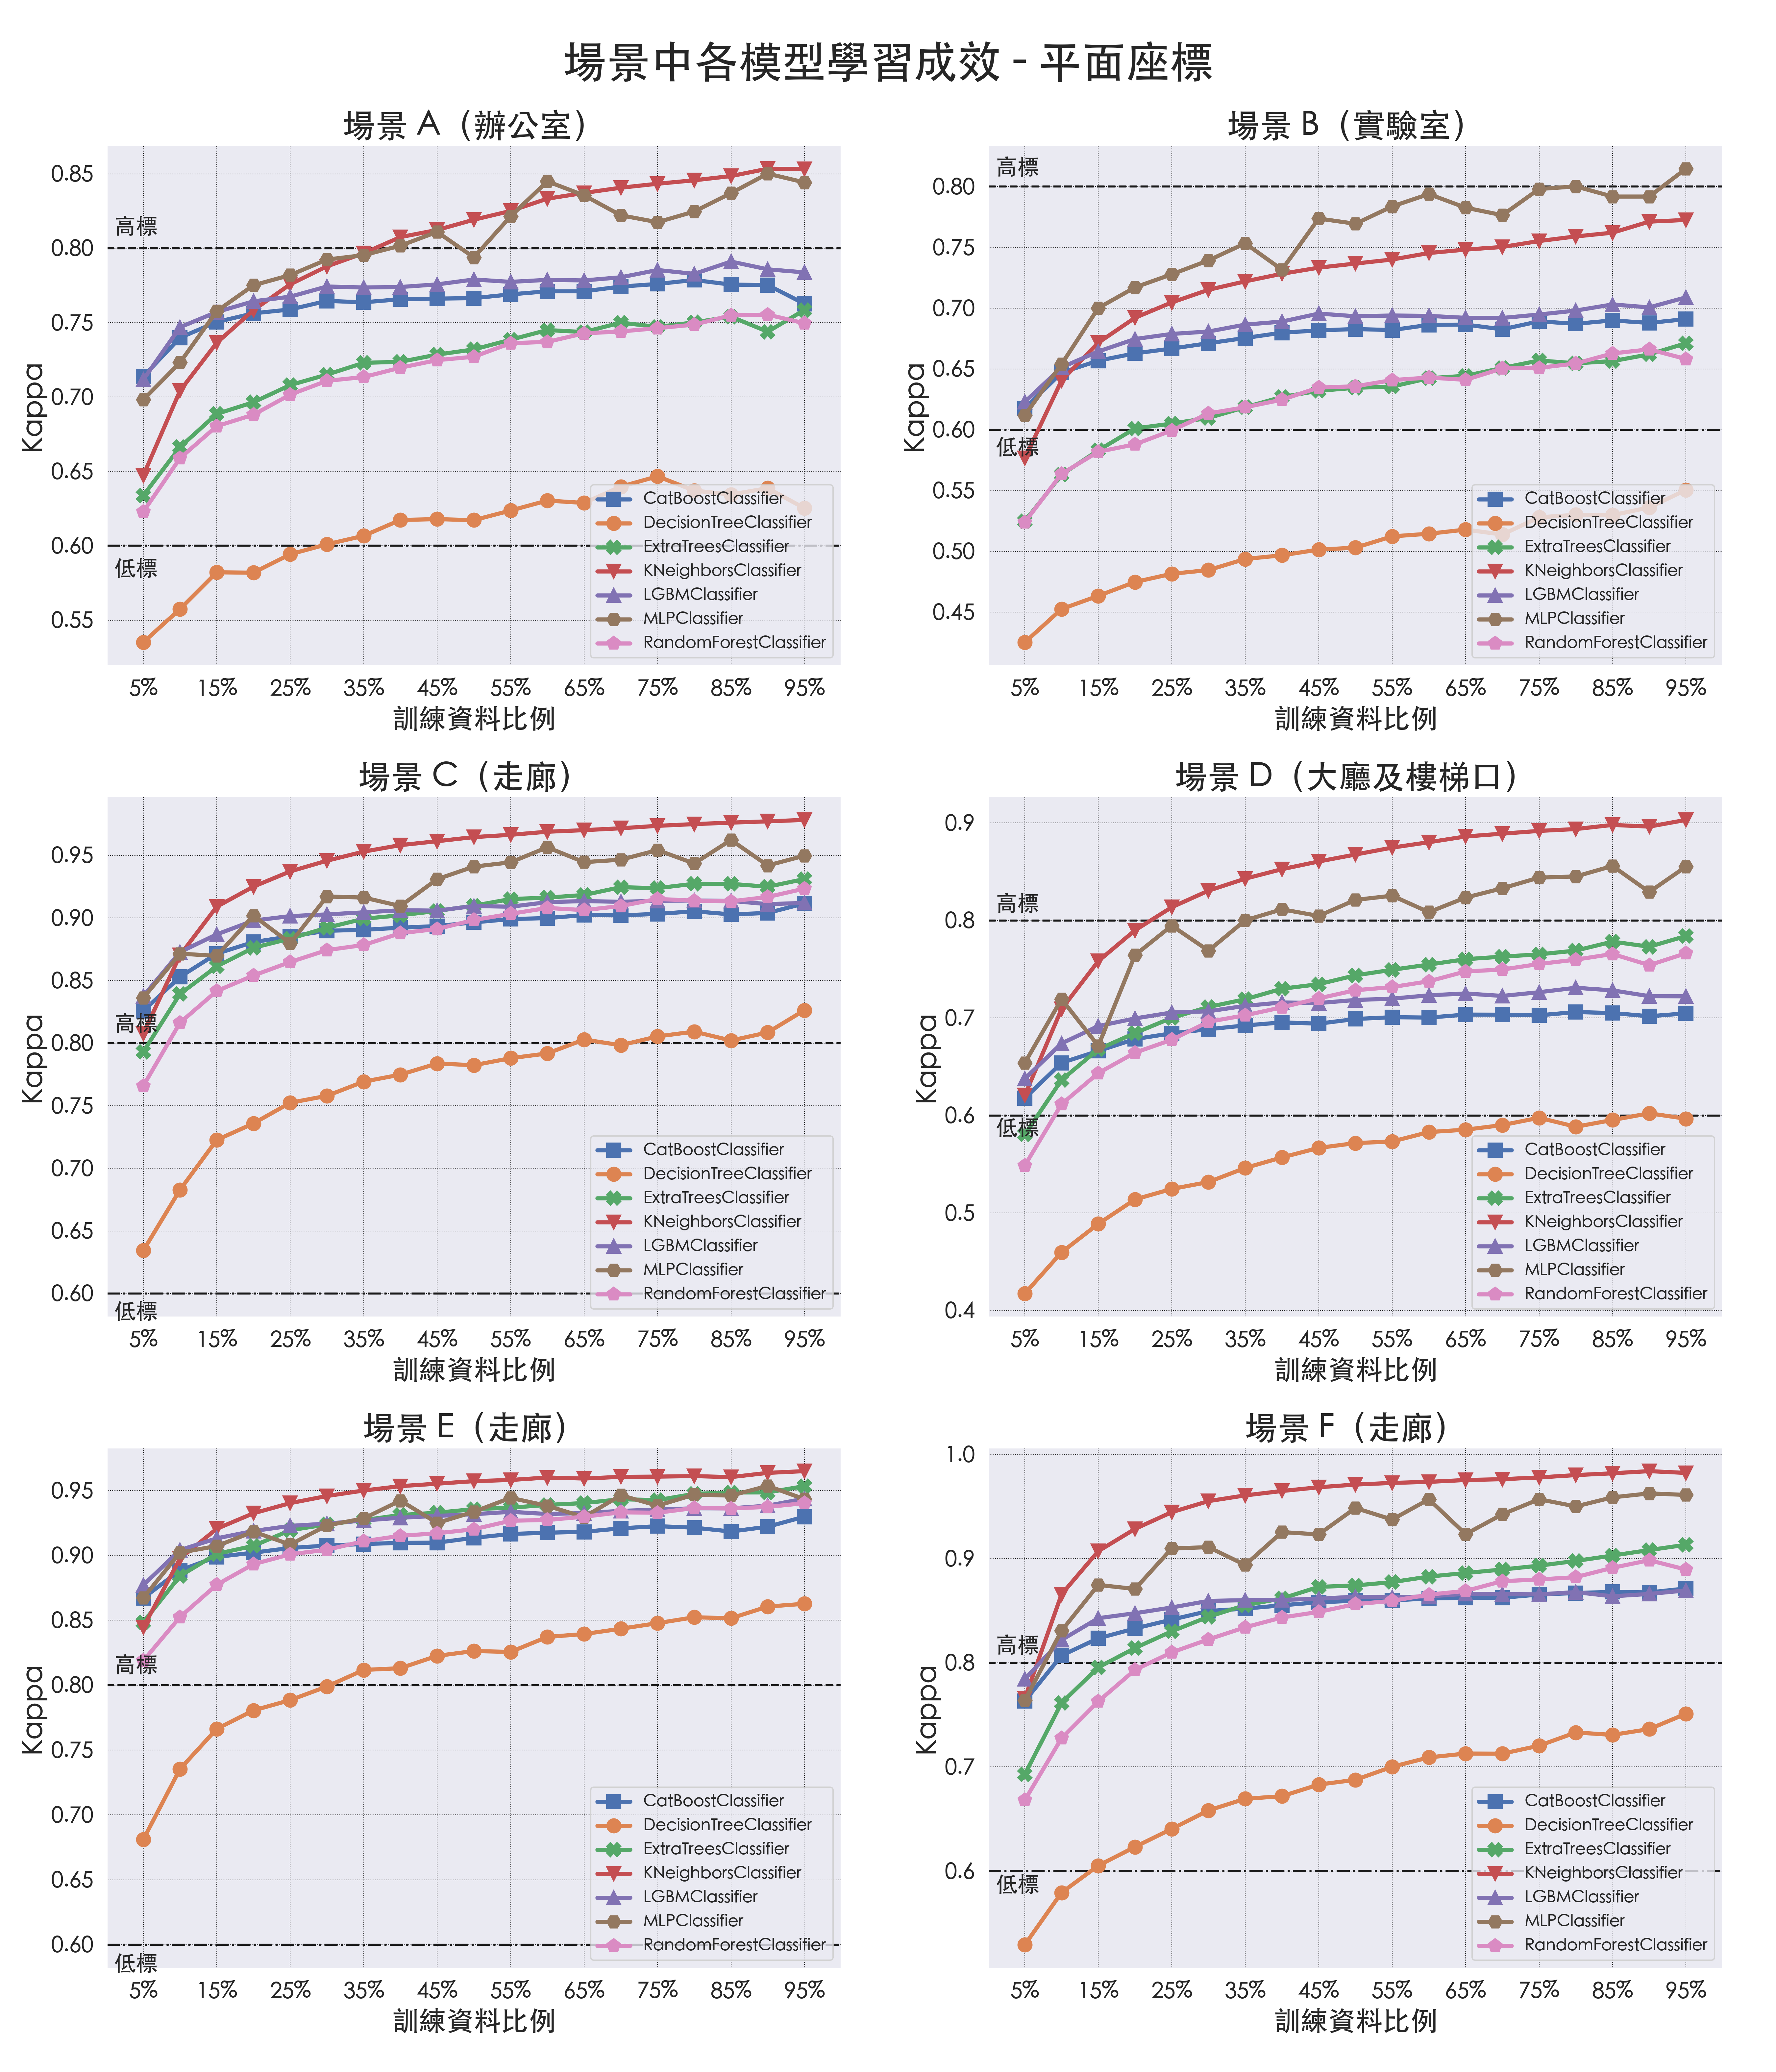 場景中各模型學習成效 - 平面座標
場景 A（辦公室）
Kappa
0.85
0.80
0.75
0.70
0.65
0.60
0.55
高標
低標
CatBoostClassifier
DecisionTreeClassifier
ExtraTreesClassifier
KNeighborsClassifier
LGBMClassifier
MLPClassifier
RandomForestClassifier
5% 15% 25% 35% 45% 55% 65% 75% 85% 95%
訓練資料比例
場景 B（實驗室）
Kappa
0.80
0.75
0.70
0.65
0.60
0.55
0.50
0.45
高標
低標
CatBoostClassifier
DecisionTreeClassifier
ExtraTreesClassifier
KNeighborsClassifier
LGBMClassifier
MLPClassifier
RandomForestClassifier
5% 15% 25% 35% 45% 55% 65% 75% 85% 95%
訓練資料比例
場景 C（走廊）
Kappa
0.95
0.90
0.85
0.80
0.75
0.70
0.65
0.60
高標
低標
CatBoostClassifier
DecisionTreeClassifier
ExtraTreesClassifier
KNeighborsClassifier
LGBMClassifier
MLPClassifier
RandomForestClassifier
5% 15% 25% 35% 45% 55% 65% 75% 85% 95%
訓練資料比例
場景 D（大廳及樓梯口）
Kappa
0.9
0.8
0.7
0.6
0.5
0.4
高標
低標
CatBoostClassifier
DecisionTreeClassifier
ExtraTreesClassifier
KNeighborsClassifier
LGBMClassifier
MLPClassifier
RandomForestClassifier
5% 15% 25% 35% 45% 55% 65% 75% 85% 95%
訓練資料比例
場景 E（走廊）
Kappa
0.95
0.90
0.85
0.80
0.75
0.70
0.65
0.60
高標
低標
CatBoostClassifier
DecisionTreeClassifier
ExtraTreesClassifier
KNeighborsClassifier
LGBMClassifier
MLPClassifier
RandomForestClassifier
5% 15% 25% 35% 45% 55% 65% 75% 85% 95%
訓練資料比例
場景 F（走廊）
Kappa
1.0
0.9
0.8
0.7
0.6
高標
低標
CatBoostClassifier
DecisionTreeClassifier
ExtraTreesClassifier
KNeighborsClassifier
LGBMClassifier
MLPClassifier
RandomForestClassifier
5% 15% 25% 35% 45% 55% 65% 75% 85% 95%
訓練資料比例